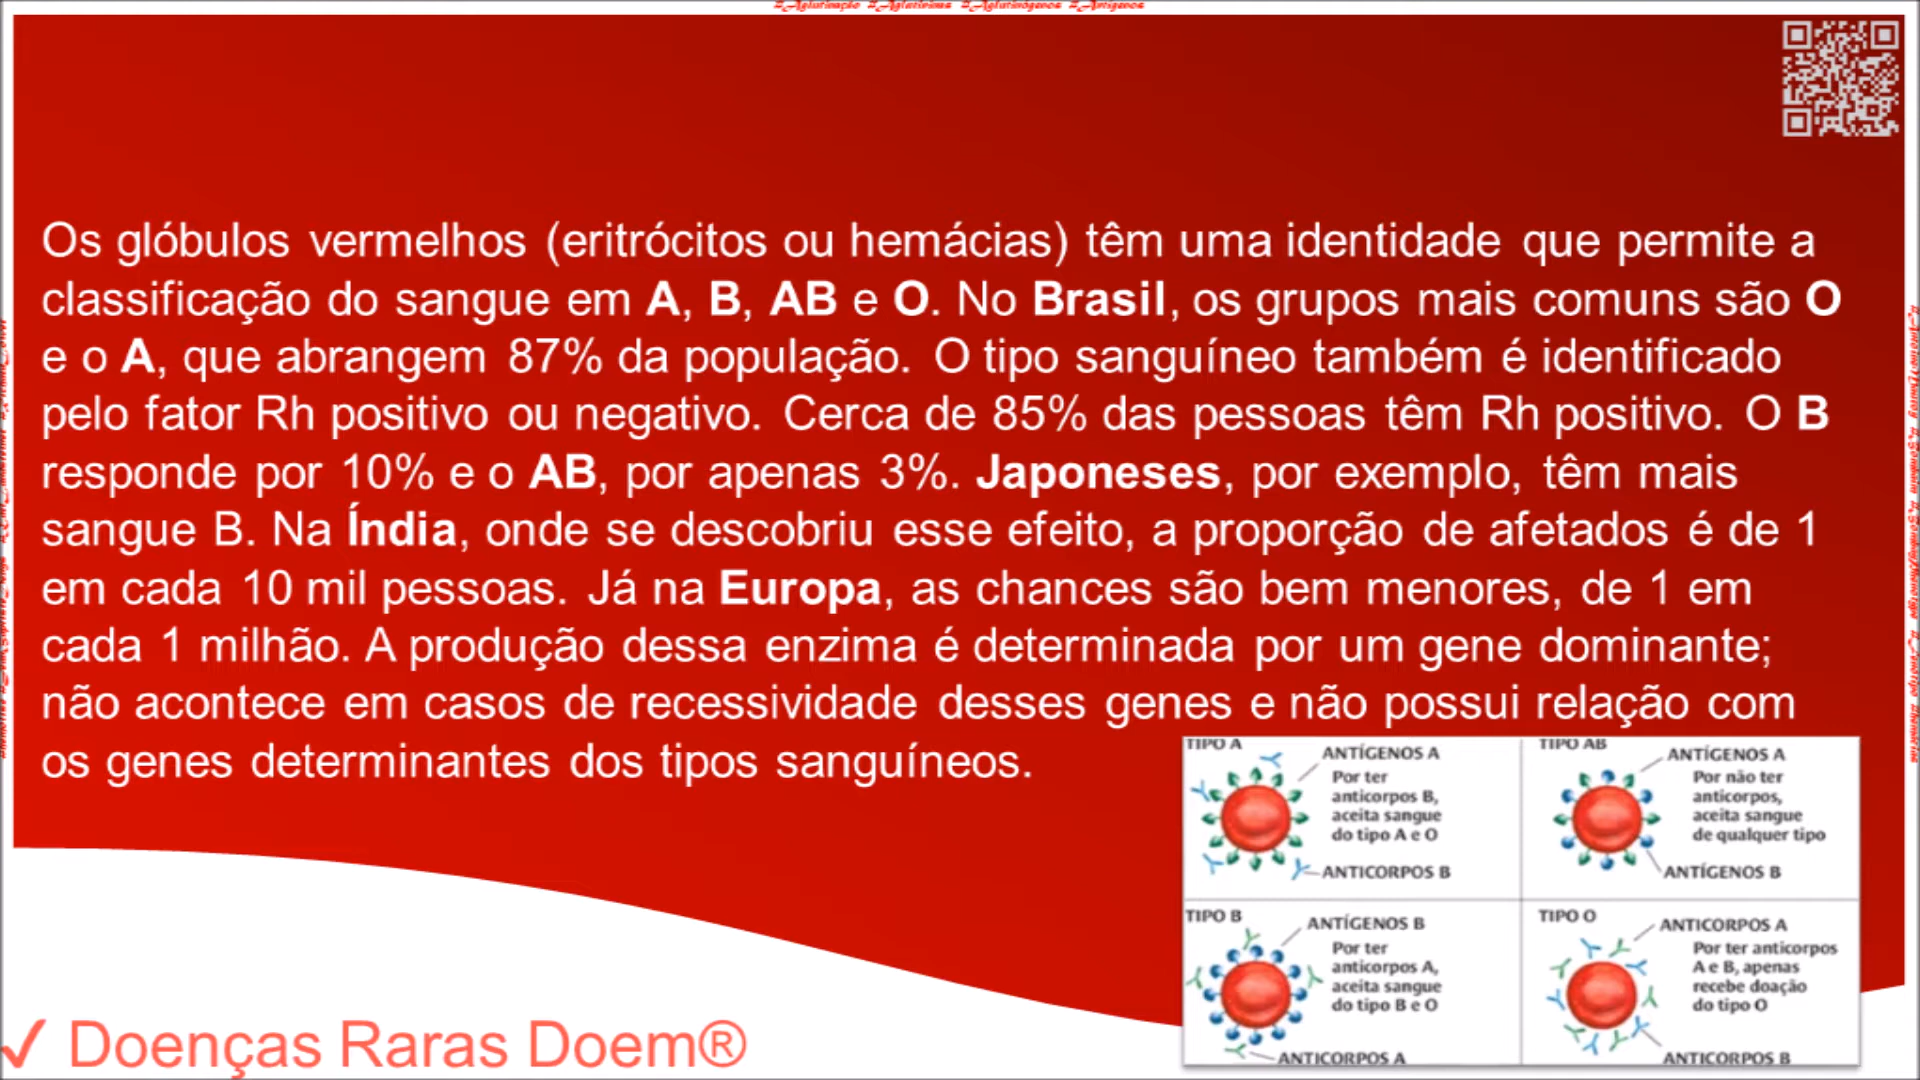 #Aglutinação #Aglutininas #Aglutinógenos #Antígenos
Os glóbulos vermelhos (eritrócitos ou hemácias) têm uma identidade que permite a
classificação do sangue em A, B, AB e O. No Brasil, os grupos mais comuns são O
e o A, que abrangem 87% da população. O tipo sanguíneo também é identificado
pelo fator Rh positivo ou negativo. Cerca de 85% das pessoas têm Rh positivo. O B
responde por 10% e o AB, por apenas 3%. Japoneses, por exemplo, têm mais
sangue B. Na Índia, onde se descobriu esse efeito, a proporção de afetados é de 1
em cada 10 mil pessoas. Já na Europa, as chances são bem menores, de 1 em
cada 1 milhão. A produção dessa enzima é determinada por um gene dominante;
não acontece em casos de recessividade desses genes e não possui relação com
os genes determinantes dos tipos sanguíneos.
TIPO A
ANTÍGENOS A
Por ter
anticorpos B,
aceita sangue
do tipo A e O
ANTICORPOS B
TIPO AB
ANTÍGENOS A
Por não ter
anticorpos,
aceita sangue
de qualquer tipo
ANTÍGENOS B
TIPO B
ANTÍGENOS B
Por ter
anticorpos A,
aceita sangue
do tipo B e O
ANTICORPOS A
TIPO O
ANTICORPOS A
Por ter anticorpos
A e B, apenas
recebe doação
do tipo O
ANTICORPOS B
✓ Doenças Raras Doem®